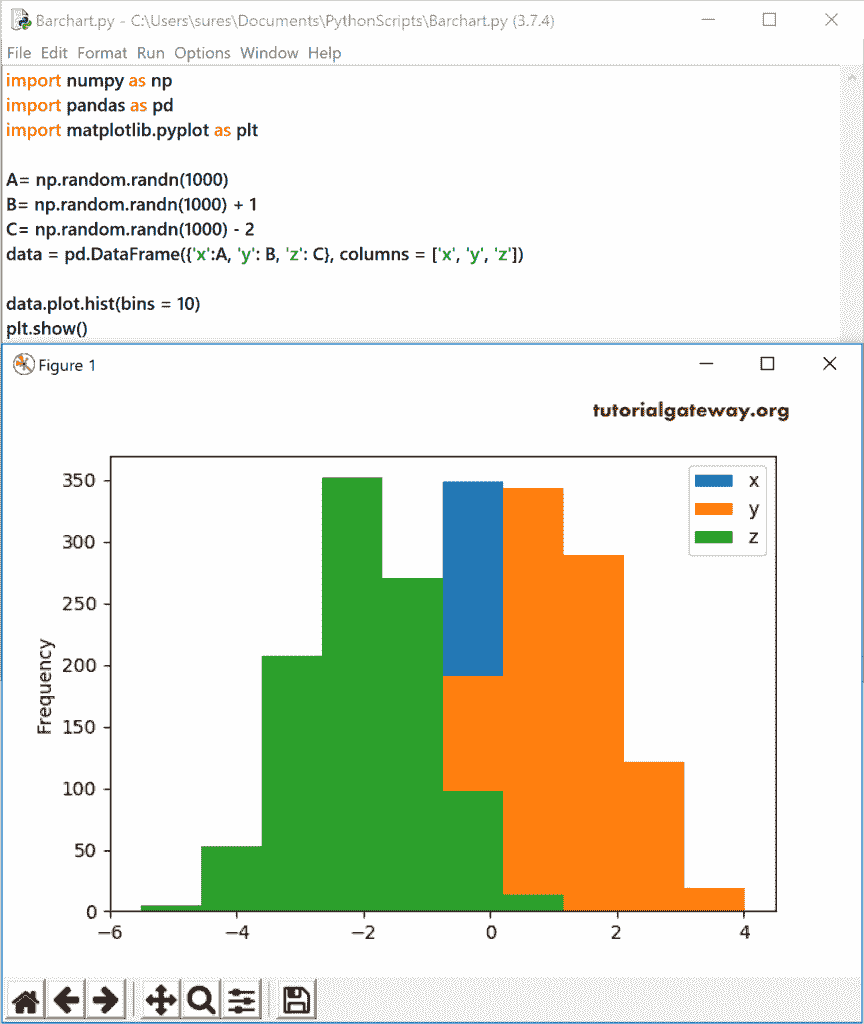 Barchart.py - C:\Users\sures\Documents\PythonScripts\Barchart.py (3.7.4)
File Edit Format Run Options Window Help
import numpy as np
import pandas as pd
import matplotlib.pyplot as plt
A= np.random.randn(1000)
B= np.random.randn(1000) + 1
C= np.random.randn(1000) - 2
data = pd.DataFrame({'x':A, 'y': B, 'z': C}, columns = ['x', 'y', 'z'])
data.plot.hist(bins = 10)
plt.show()
Figure 1
tutorialgateway.org
x
y
z
Frequency
350
300
250
200
150
100
50
0
−6 −4 −2 0 2 4